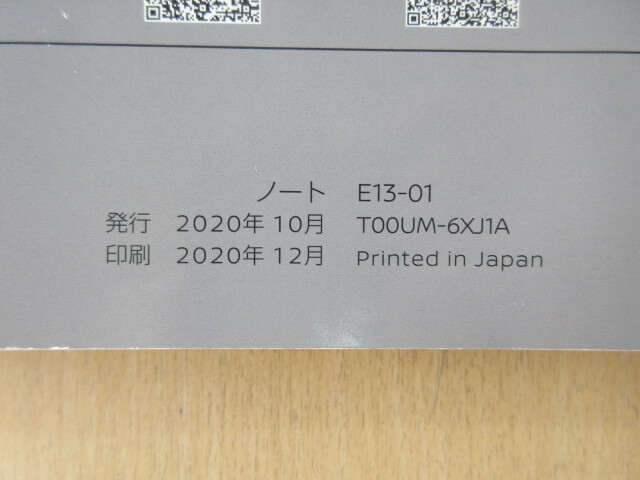 ノート E13-01
発行 2020年 10月 T00UM-6XJ1A
印刷 2020年 12月 Printed in Japan